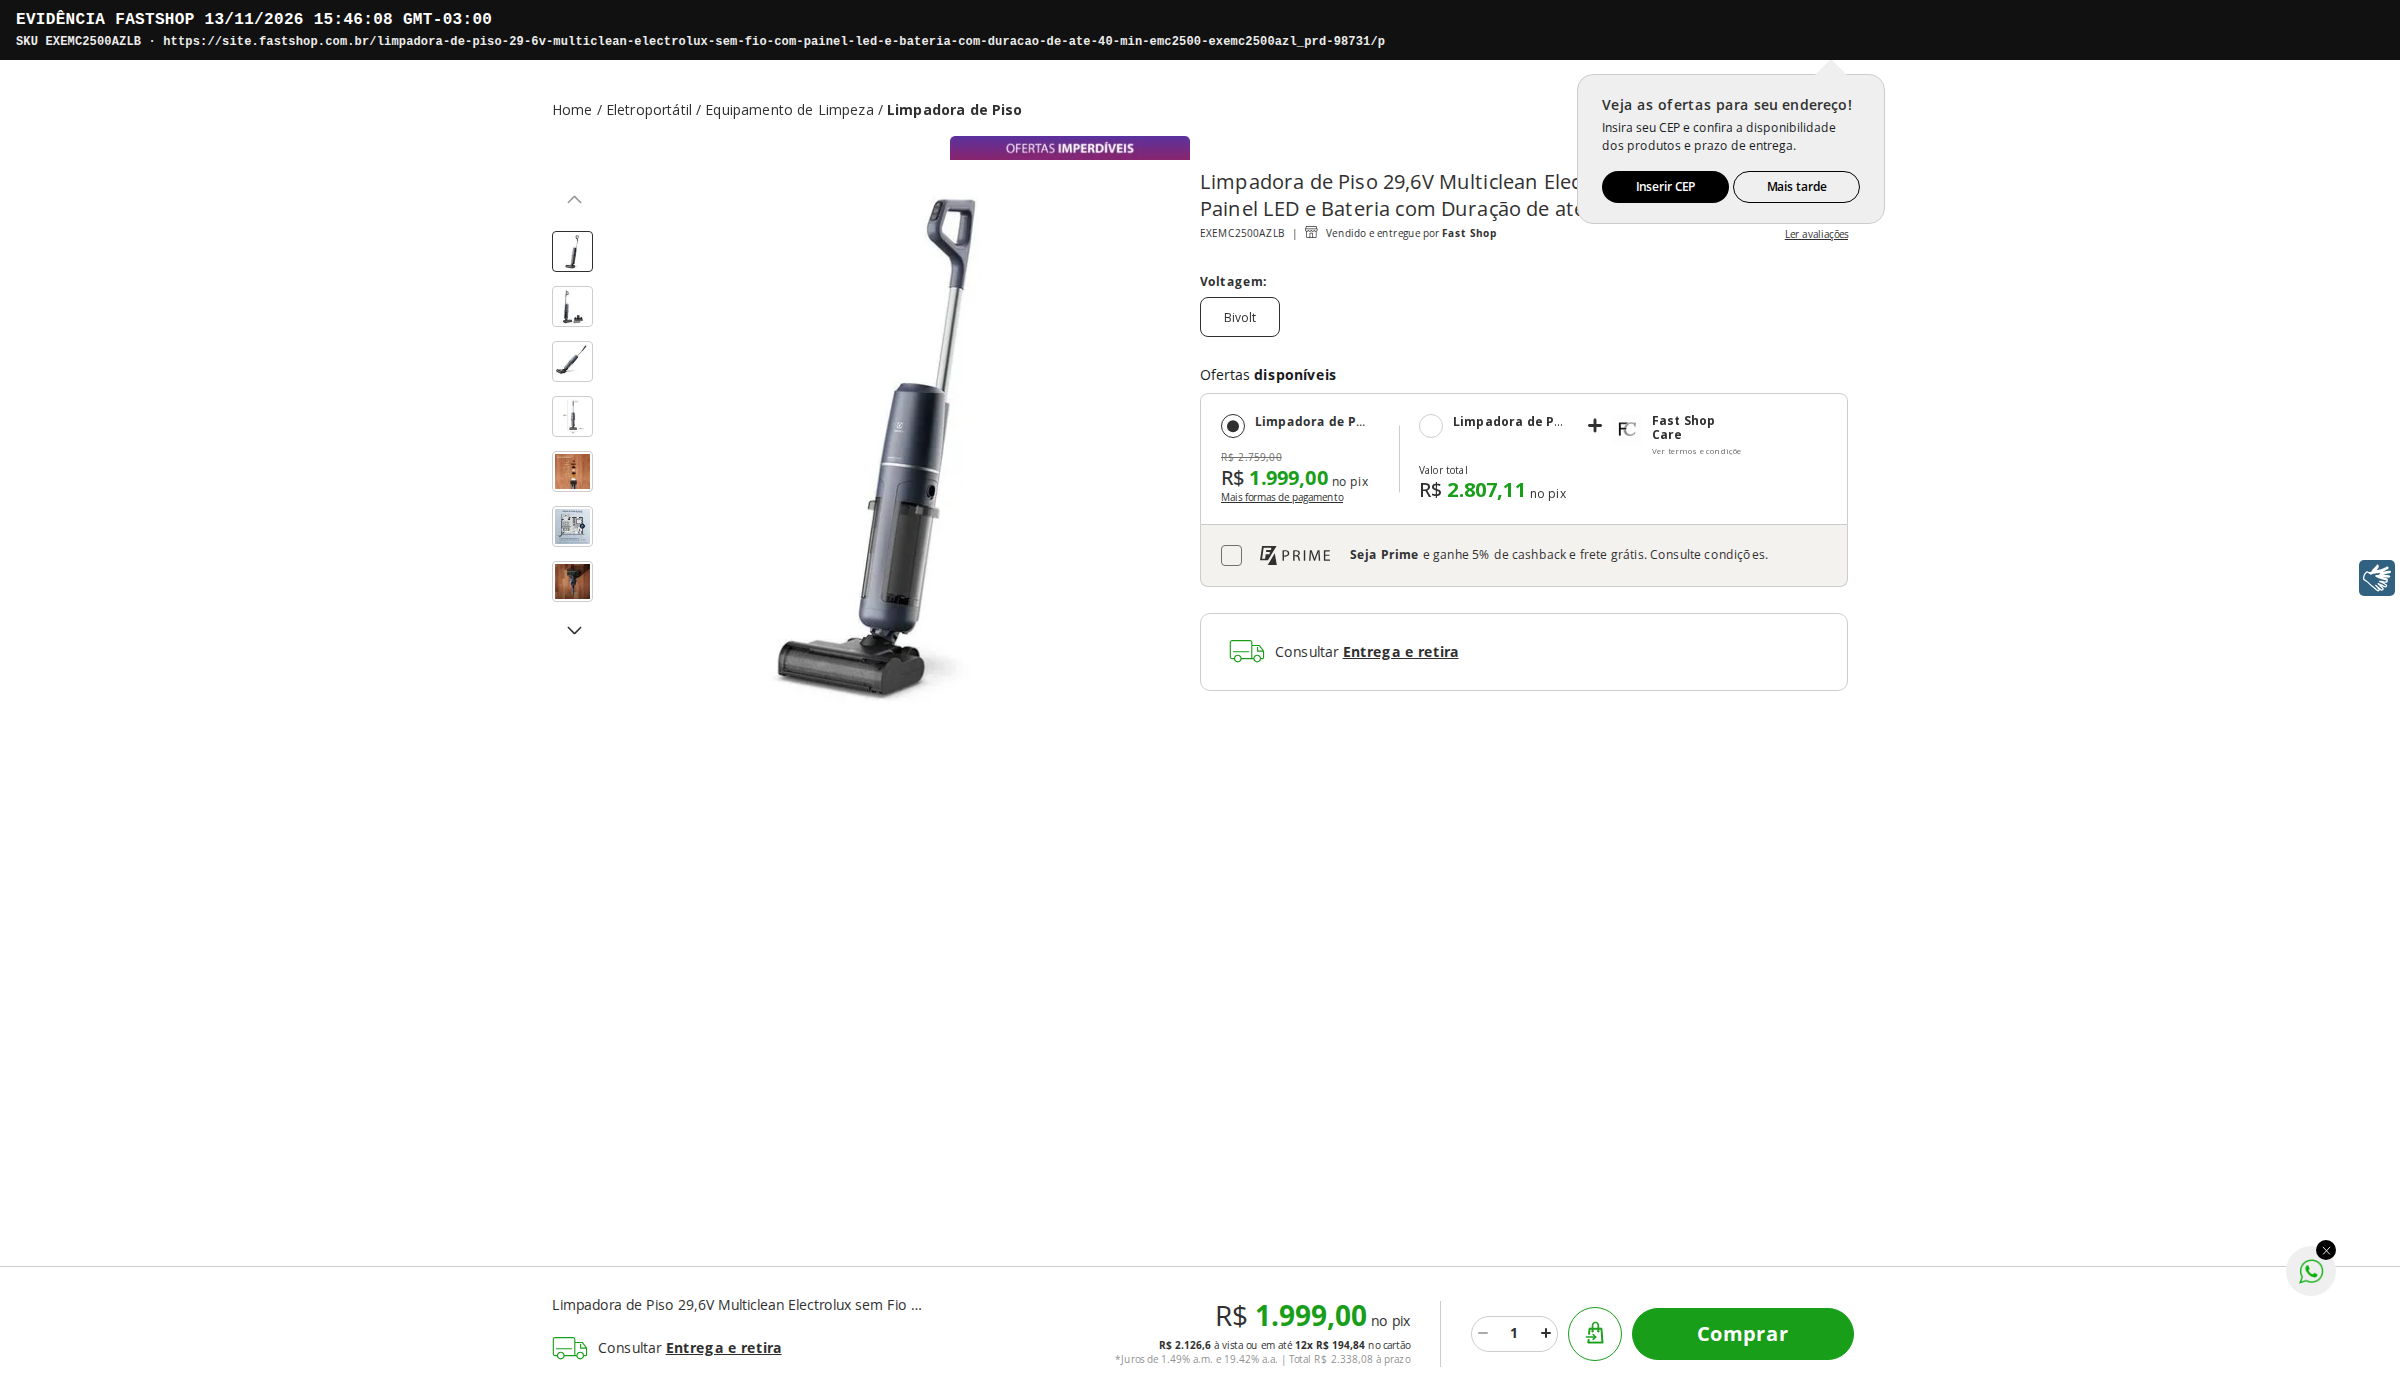 EVIDÊNCIA FASTSHOP 13/11/2026 15:46:08 GMT-03:00
SKU EXEMC2500AZLB · https://site.fastshop.com.br/limpadora-de-piso-29-6v-multiclean-electrolux-sem-fio-com-painel-led-e-bateria-com-duracao-de-ate-40-min-emc2500-exemc2500azl_prd-98731/p
Veja as ofertas para seu endereço!
Insira seu CEP e confira a disponibilidade
dos produtos e prazo de entrega.
Inserir CEP
Mais tarde
Home / Eletroportátil / Equipamento de Limpeza / Limpadora de Piso
OFERTAS IMPERDÍVEIS
Limpadora de Piso 29,6V Multiclean Elec
Painel LED e Bateria com Duração de até
EXEMC2500AZLB | Vendido e entregue por Fast Shop
Ler avaliações
Voltagem:
Bivolt
Ofertas disponíveis
Limpadora de P...
R$ 2.759,00
R$ 1.999,00 no pix
Mais formas de pagamento
Limpadora de P...
+
FC
Fast Shop
Care
Ver termos e condiçõe
Valor total
R$ 2.807,11 no pix
PRIME
Seja Prime e ganhe 5% de cashback e frete grátis. Consulte condições.
Consultar Entrega e retira
Limpadora de Piso 29,6V Multiclean Electrolux sem Fio ...
Consultar Entrega e retira
R$ 1.999,00 no pix
R$ 2.126,6 à vista ou em até 12x R$ 194,84 no cartão
*Juros de 1.49% a.m. e 19.42% a.a. | Total R$ 2.338,08 à prazo
− 1 +
Comprar